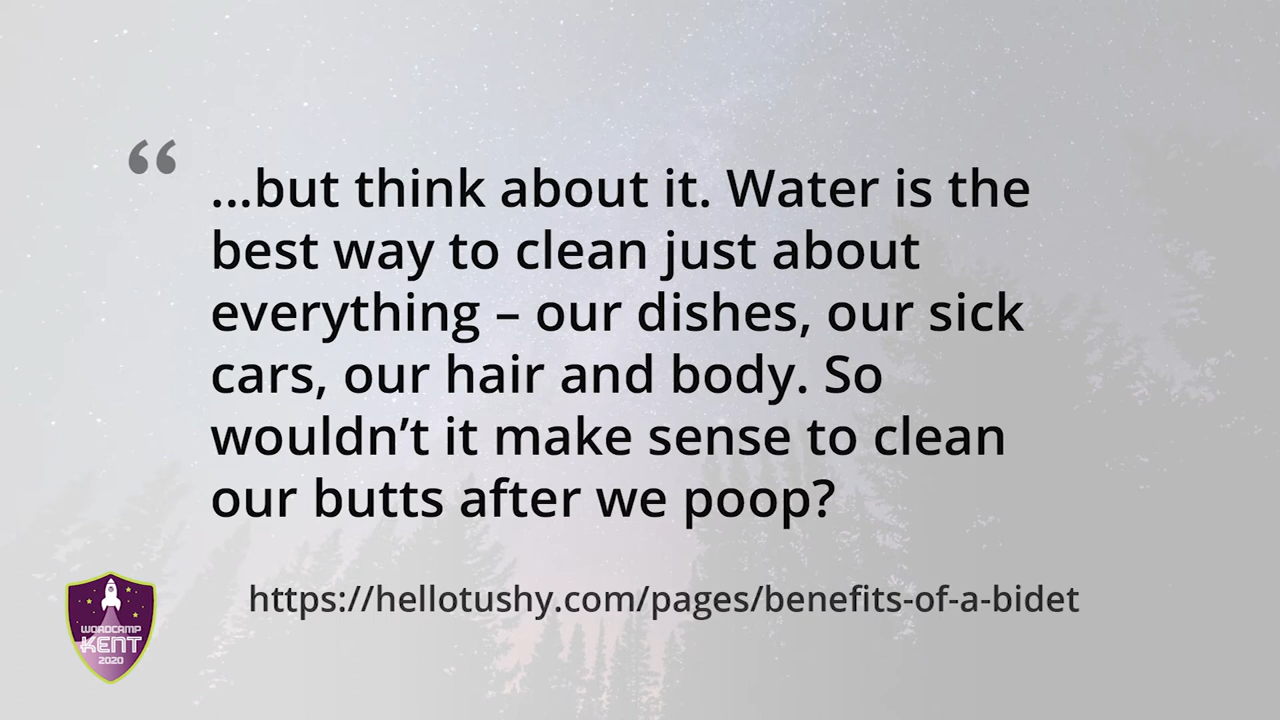 “
...but think about it. Water is the
best way to clean just about
everything – our dishes, our sick
cars, our hair and body. So
wouldn’t it make sense to clean
our butts after we poop?
https://hellotushy.com/pages/benefits-of-a-bidet
WORDCAMP
KENT
2020